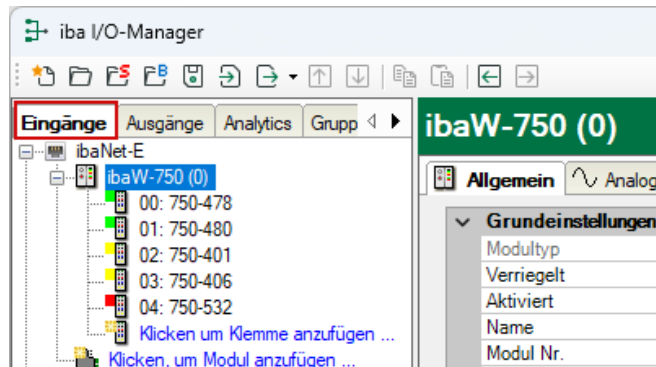 iba I/O-Manager
Eingänge Ausgänge Analytics Grupp
ibaW-750 (0)
ibaNet-E
ibaW-750 (0)
00: 750-478
01: 750-480
02: 750-401
03: 750-406
04: 750-532
Klicken um Klemme anzufügen ...
Klicken, um Modul anzufügen ...
Allgemein Analog
Grundeinstellungen
Modultyp
Verriegelt
Aktiviert
Name
Modul Nr.